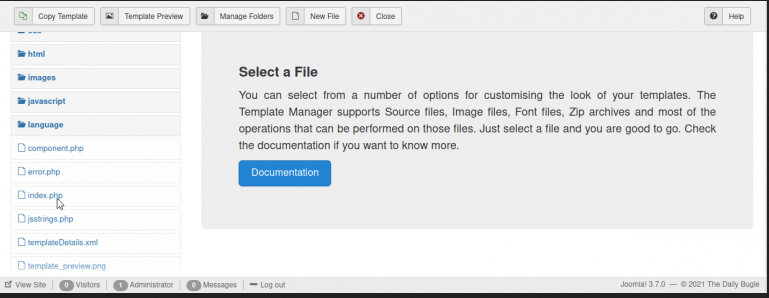 Copy Template Template Preview Manage Folders New File Close Help
html
images
javascript
language
component.php
error.php
index.php
jsstrings.php
templateDetails.xml
template_preview.png
Select a File
You can select from a number of options for customising the look of your templates. The
Template Manager supports Source files, Image files, Font files, Zip archives and most of the
operations that can be performed on those files. Just select a file and you are good to go. Check
the documentation if you want to know more.
Documentation
View Site 0 Visitors 1 Administrator 0 Messages Log out Joomla! 3.7.0 — © 2021 The Daily Bugle